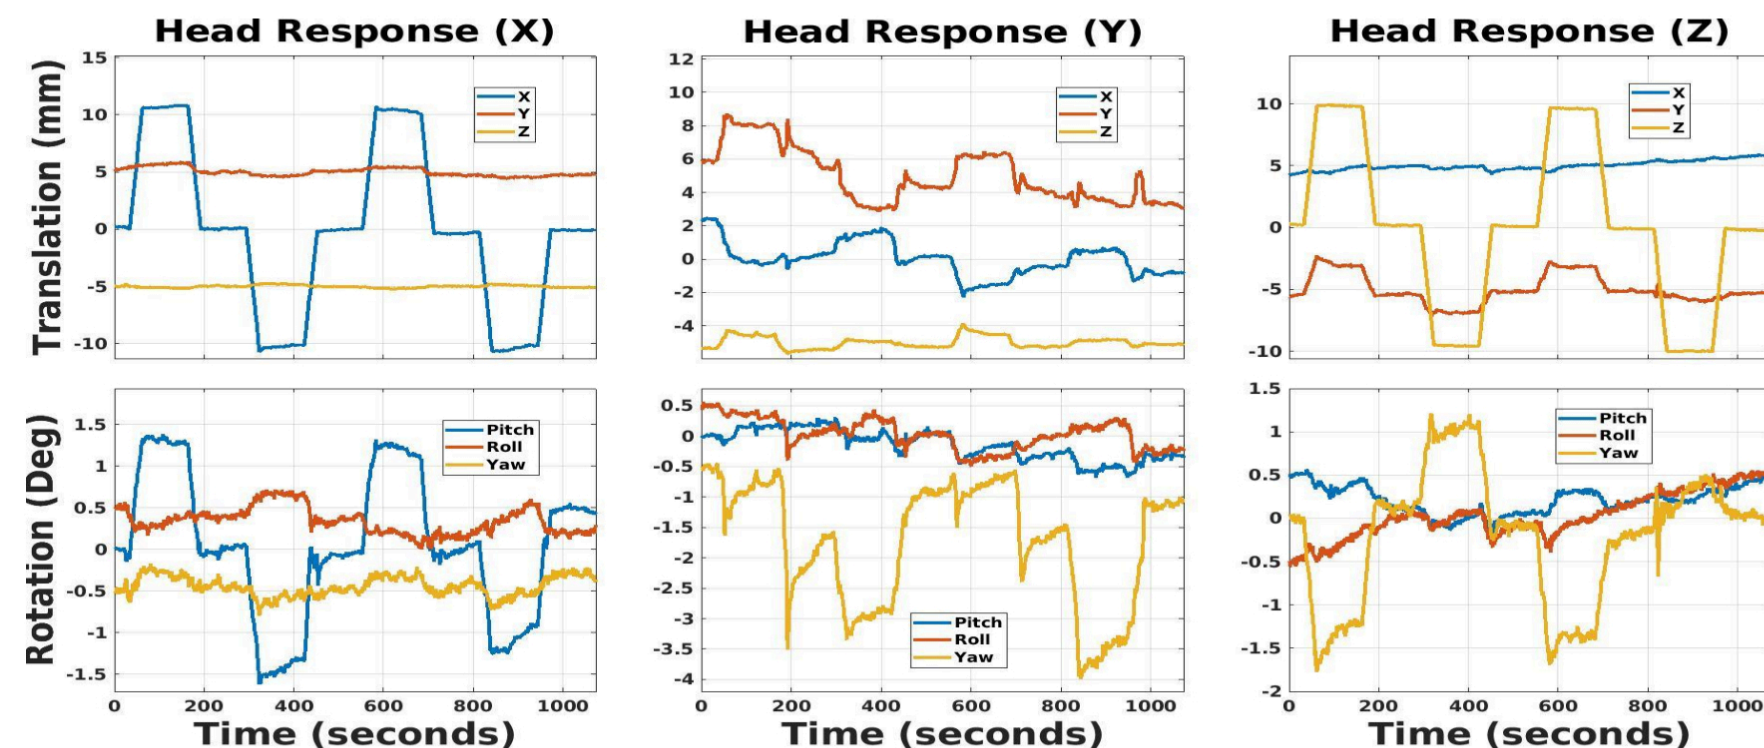 Head Response (X)
Head Response (Y)
Head Response (Z)
Translation (mm)
15
10
5
0
-5
-10
X
Y
Z
12
10
8
6
4
2
0
-2
-4
X
Y
Z
10
5
0
-5
-10
X
Y
Z
Rotation (Deg)
1.5
1
0.5
0
-0.5
-1
-1.5
Pitch
Roll
Yaw
0 200 400 600 800 1000
Time (seconds)
0.5
0
-0.5
-1
-1.5
-2
-2.5
-3
-3.5
-4
Pitch
Roll
Yaw
0 200 400 600 800 1000
Time (seconds)
1.5
1
0.5
0
-0.5
-1
-1.5
-2
Pitch
Roll
Yaw
0 200 400 600 800 1000
Time (seconds)